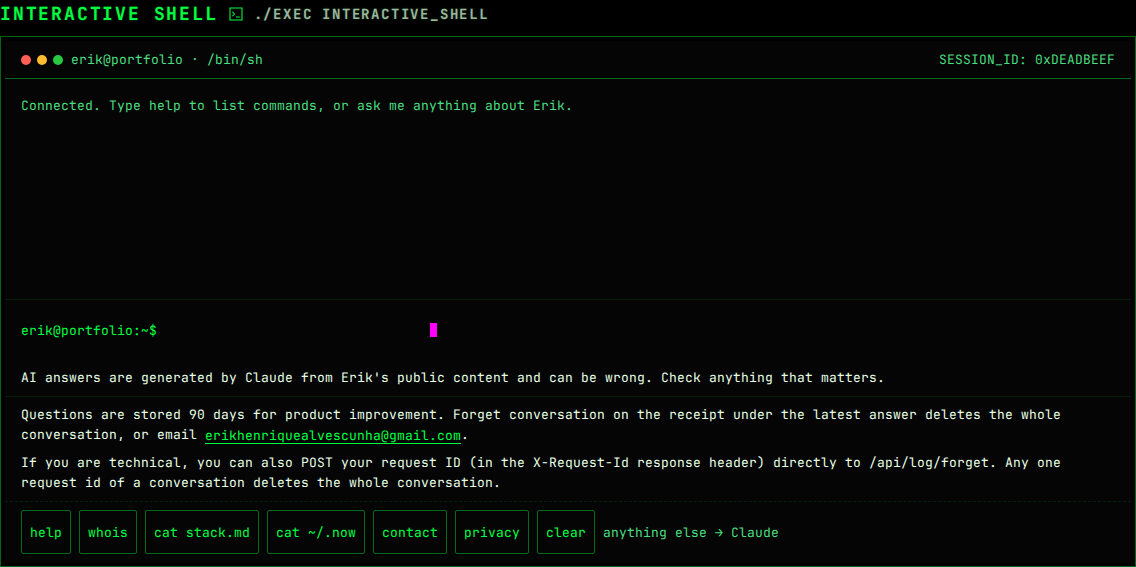 INTERACTIVE SHELL ./EXEC INTERACTIVE_SHELL
erik@portfolio · /bin/sh SESSION_ID: 0xDEADBEEF
Connected. Type help to list commands, or ask me anything about Erik.
erik@portfolio:~$
AI answers are generated by Claude from Erik's public content and can be wrong. Check anything that matters.
Questions are stored 90 days for product improvement. Forget conversation on the receipt under the latest answer deletes the whole
conversation, or email erikhenriquealvescunha@gmail.com.
If you are technical, you can also POST your request ID (in the X-Request-Id response header) directly to /api/log/forget. Any one
request id of a conversation deletes the whole conversation.
help whois cat stack.md cat ~/.now contact privacy clear anything else → Claude